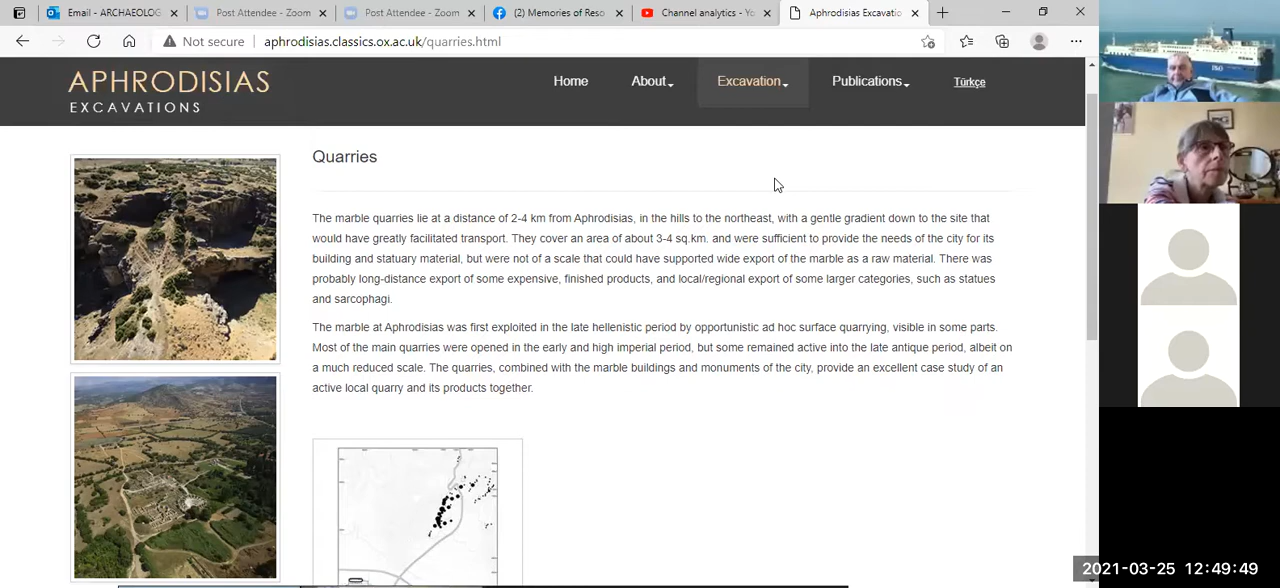 Email - ARCHAEOLOG
Post Attendee - Zoom
Post Attendee - Zoom
(2) Memories of Reso
Channel analytics - Yo
Aphrodisias Excavatio
Not secure
aphrodisias.classics.ox.ac.uk/quarries.html
APHRODISIAS
EXCAVATIONS
Home
About
Excavation
Publications
Türkçe
P&O
Quarries
The marble quarries lie at a distance of 2-4 km from Aphrodisias, in the hills to the northeast, with a gentle gradient down to the site that
would have greatly facilitated transport. They cover an area of about 3-4 sq.km. and were sufficient to provide the needs of the city for its
building and statuary material, but were not of a scale that could have supported wide export of the marble as a raw material. There was
probably long-distance export of some expensive, finished products, and local/regional export of some larger categories, such as statues
and sarcophagi.
The marble at Aphrodisias was first exploited in the late hellenistic period by opportunistic ad hoc surface quarrying, visible in some parts.
Most of the main quarries were opened in the early and high imperial period, but some remained active into the late antique period, albeit on
a much reduced scale. The quarries, combined with the marble buildings and monuments of the city, provide an excellent case study of an
active local quarry and its products together.
2021-03-25 12:49:49